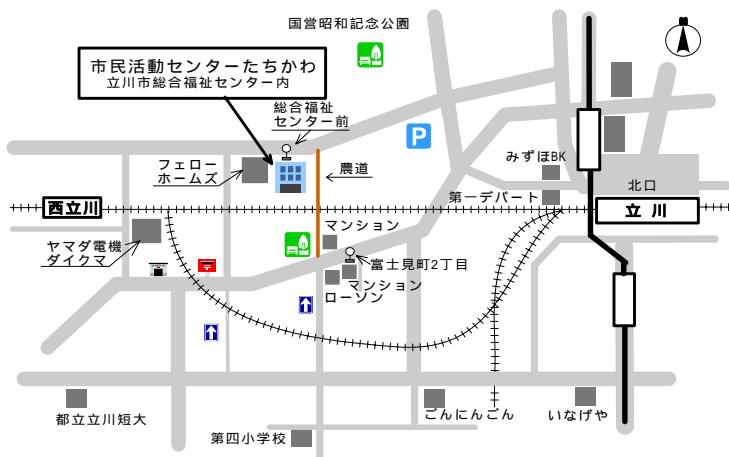 国営昭和記念公園
市民活動センターたちかわ
立川市総合福祉センター内
総合福祉
センター前
P
みずほBK
フェロー
ホームズ
農道
北口
第一デパート
西立川
立川
マンション
ヤマダ電機
ダイクマ
富士見町2丁目
マンション
ローソン
都立立川短大
ごんにんごん
いなげや
第四小学校